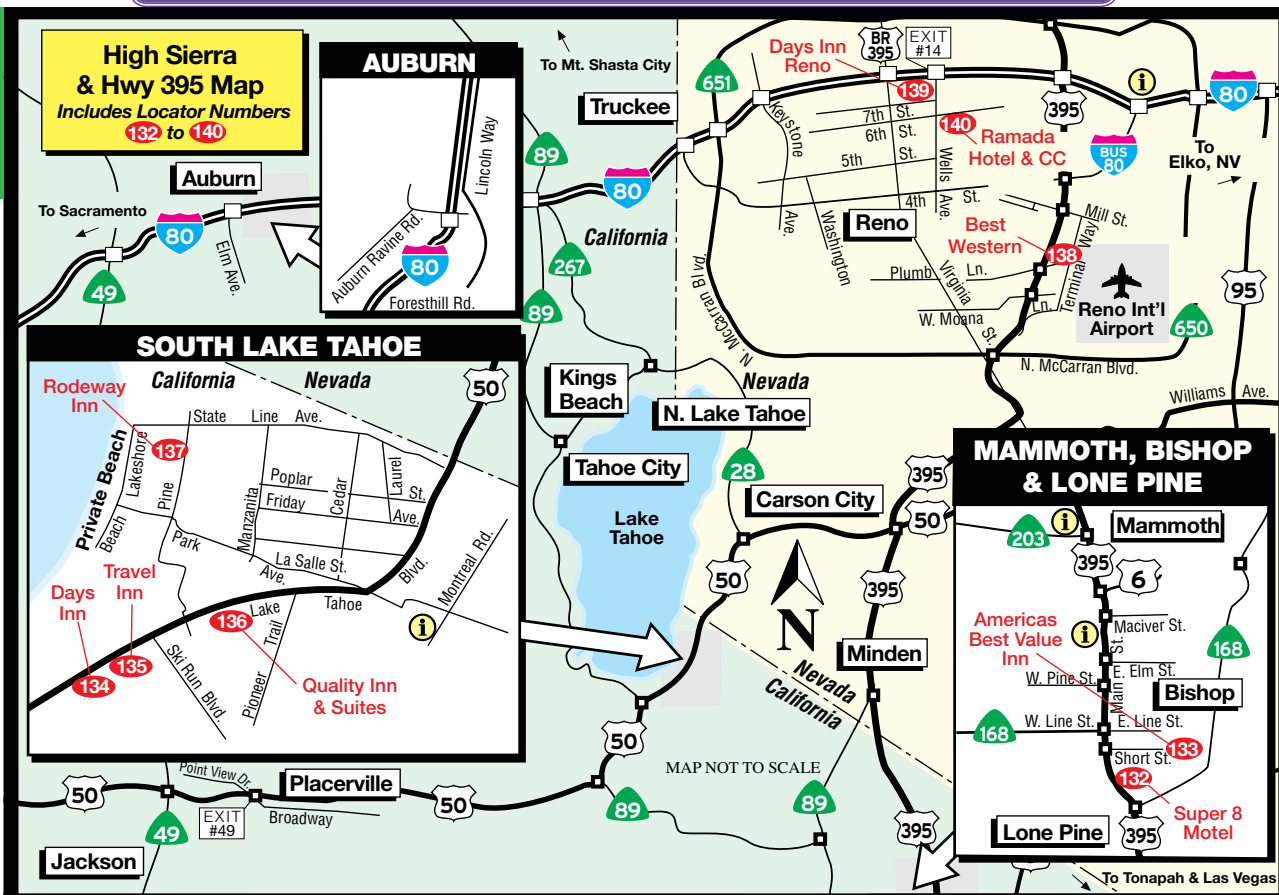 High Sierra
& Hwy 395 Map
Includes Locator Numbers
132 to 140
AUBURN
Lincoln Way
Auburn Ravine Rd.
80
Foresthill Rd.
To Mt. Shasta City
Truckee
89
80
California
267
89
Auburn
To Sacramento
80
49
Elm Ave.
651
Keystone
Ave.
Days Inn
Reno
139
BR
395
EXIT
#14
7th St.
6th St.
5th St.
4th St.
Wells
Ave.
140
Ramada
Hotel & CC
395
i
80
BUS
80
To
Elko, NV
Washington
Reno
Best
Western
138
Mill St.
Terminal Way
Plumb Ln.
Virginia
St.
W. Moana Ln.
Reno Int'l
Airport
95
650
N. McCarran Blvd.
N. McCarran Blvd.
Williams Ave.
SOUTH LAKE TAHOE
California
Nevada
50
Rodeway
Inn
137
State Line Ave.
Private Beach
Lakeshore
Beach
Pine
Park
Ave.
Manzanita
Poplar St.
Friday Ave.
Cedar
Laurel
La Salle St.
Lake Tahoe Blvd.
Montreal Rd.
i
Days
Inn
134
Travel
Inn
135
136
Quality Inn
& Suites
Ski Run Blvd.
Pioneer Trail
Kings
Beach
Nevada
N. Lake Tahoe
Tahoe City
28
Lake
Tahoe
Carson City
395
50
50
395
N
Minden
Nevada
California
50
MAP NOT TO SCALE
89
89
395
50
Point View Dr.
Placerville
50
EXIT
#49
Broadway
49
Jackson
MAMMOTH, BISHOP
& LONE PINE
i
Mammoth
203
395
6
Americas
Best Value
Inn
i
Maciver St.
Main St.
E. Elm St.
W. Pine St.
168
Bishop
168
W. Line St.
E. Line St.
133
Short St.
132
Super 8
Motel
Lone Pine
395
To Tonapah & Las Vegas